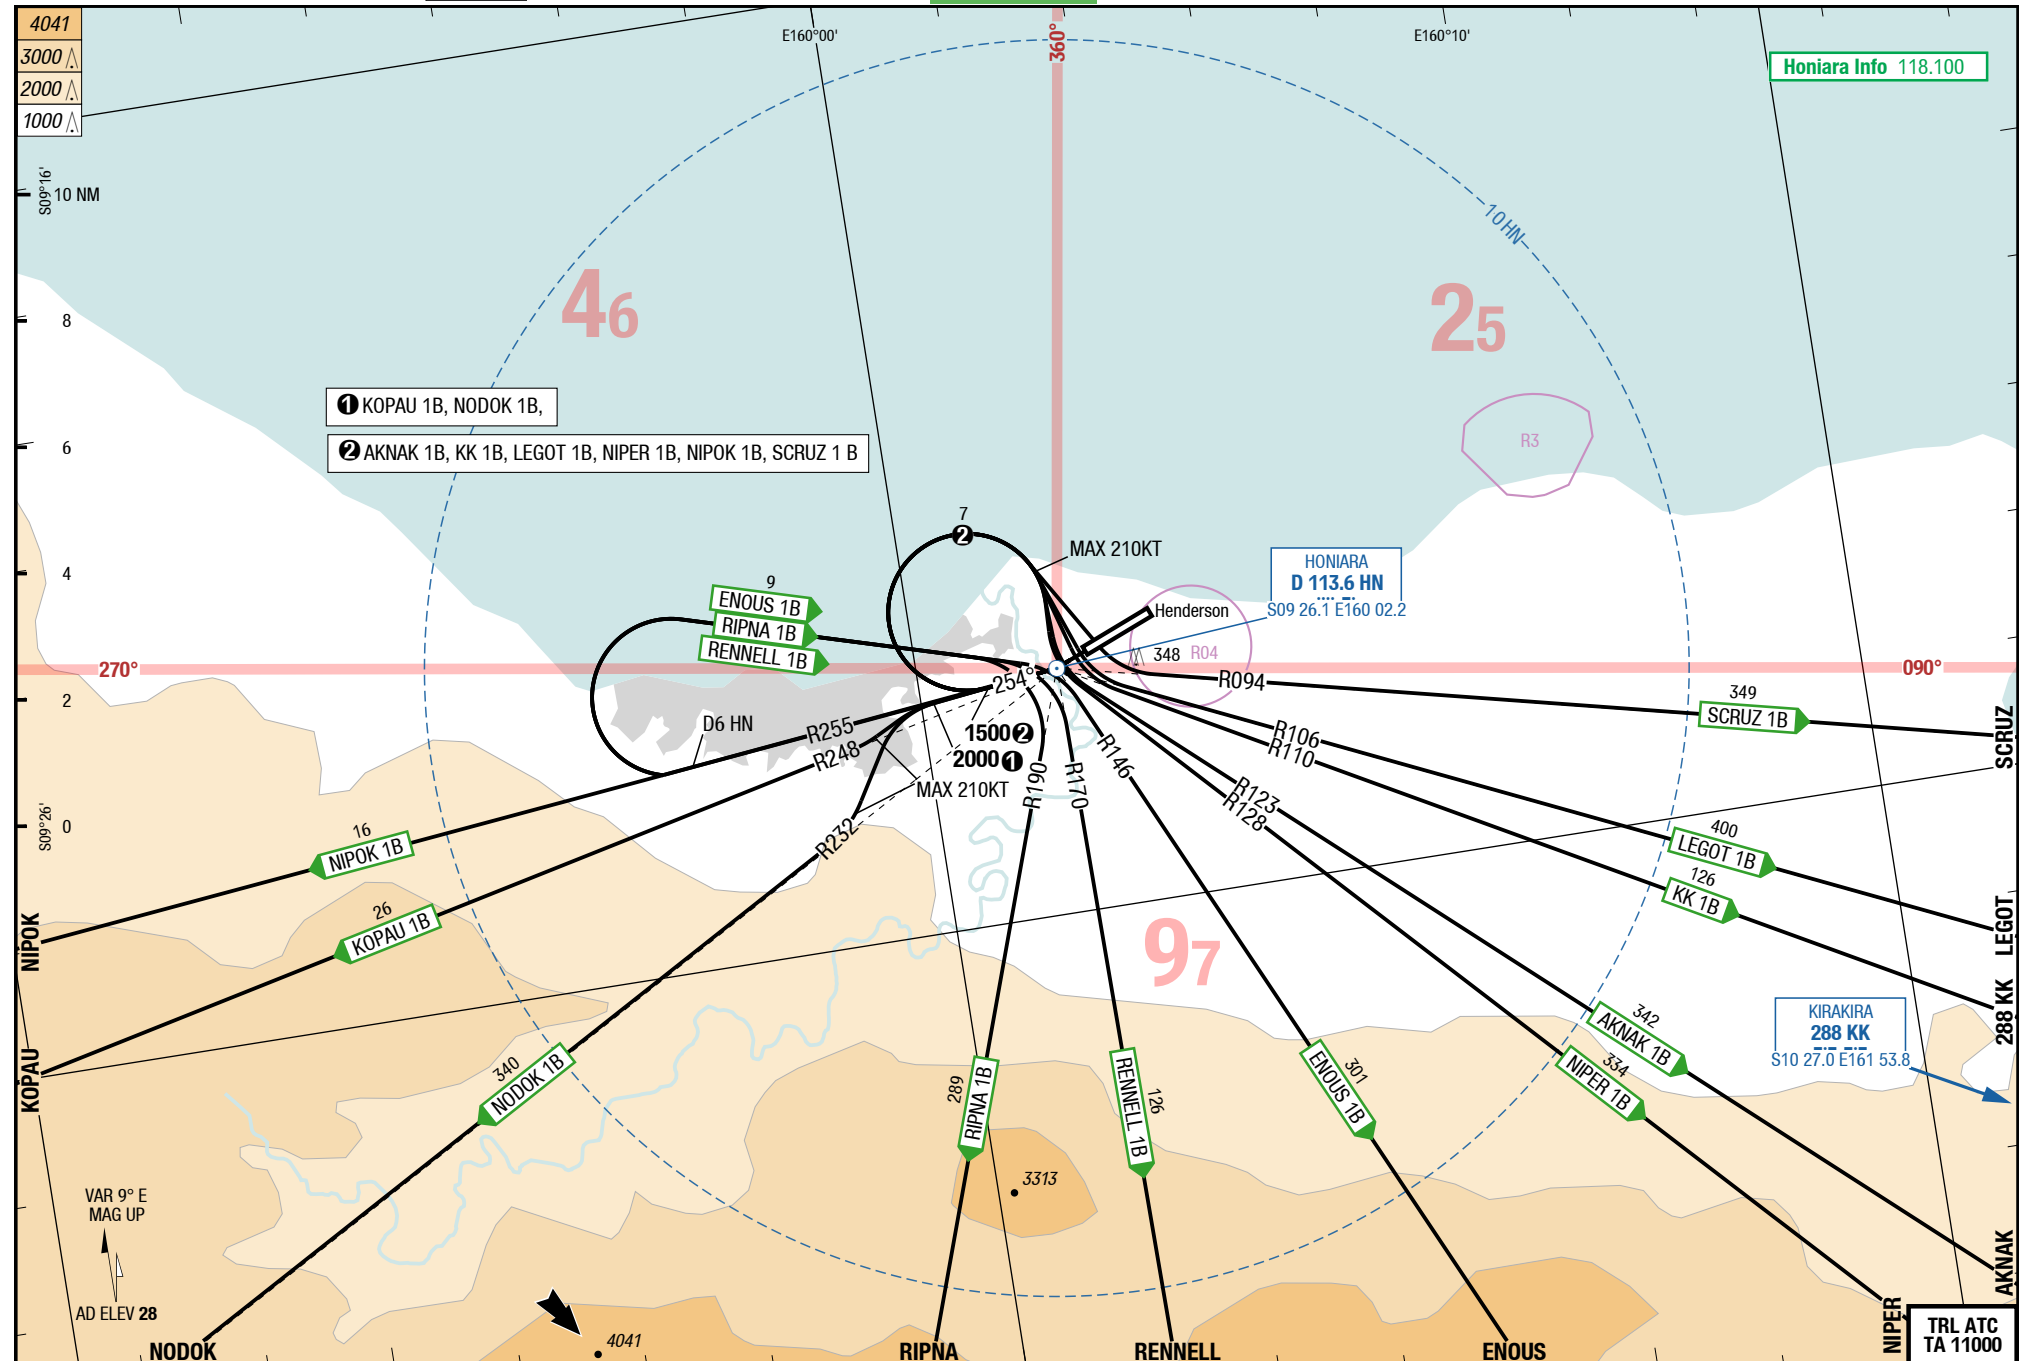 4041
3000
2000
1000
E160°00'
360°
E160°10'
Honiara Info 118.100
S09°16'
10 NM
10 HN
46
25
8
❶ KOPAU 1B, NODOK 1B,
R3
6
❷ AKNAK 1B, KK 1B, LEGOT 1B, NIPER 1B, NIPOK 1B, SCRUZ 1 B
7
❷
MAX 210KT
4
HONIARA
D 113.6 HN
S09 26.1 E160 02.2
9
ENOUS 1B
RIPNA 1B
RENNELL 1B
Henderson
348
R04
270°
090°
254°
R094
2
349
SCRUZ 1B
SCRUZ
D6 HN
R255
R248
1500 ❷
2000 ❶
MAX 210KT
R190
R170
R146
R106
R110
R123
R128
R232
S09°26'
0
16
NIPOK 1B
400
LEGOT 1B
126
KK 1B
26
KOPAU 1B
NIPOK
LEGOT
97
288 KK
KIRAKIRA
288 KK
S10 27.0 E161 53.8
342
AKNAK 1B
334
NIPER 1B
KOPAU
340
NODOK 1B
289
RIPNA 1B
126
RENNELL 1B
301
ENOUS 1B
3313
VAR 9° E
MAG UP
AD ELEV 28
AKNAK
NIPER
4041
NODOK
RIPNA
RENNELL
ENOUS
TRL ATC
TA 11000